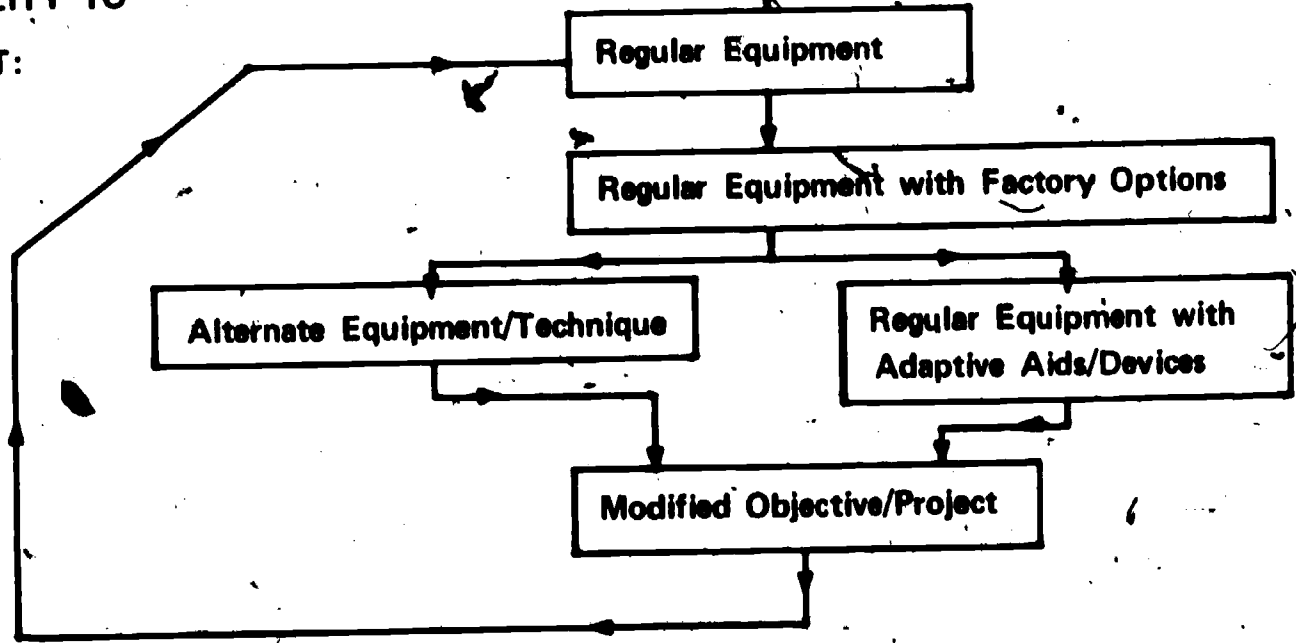 T:
Regular Equipment
Regular Equipment with Factory Options
Alternate Equipment/Technique
Regular Equipment with
Adaptive Aids/Devices
Modified Objective/Project